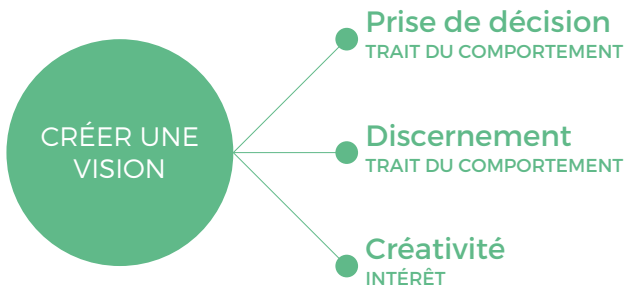 CRÉER UNE
VISION
Prise de décision
TRAIT DU COMPORTEMENT
Discernement
TRAIT DU COMPORTEMENT
Créativité
INTÉRÊT